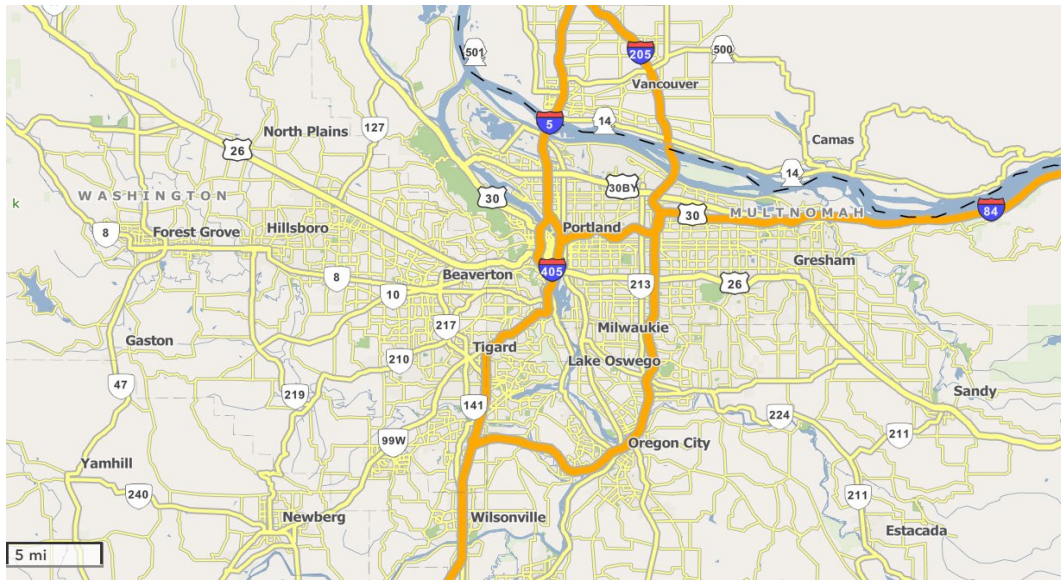 501
205
500
Vancouver
5
14
North Plains
127
26
Camas
14
30BY
30
WASHINGTON
k
30
MULTNOMAH
84
8
Forest Grove
Hillsboro
Portland
Beaverton
405
Gresham
8
10
213
26
217
Milwaukie
Gaston
Tigard
210
Lake Oswego
47
219
141
Sandy
224
99W
Oregon City
211
Yamhill
240
211
Newberg
Wilsonville
Estacada
5 mi